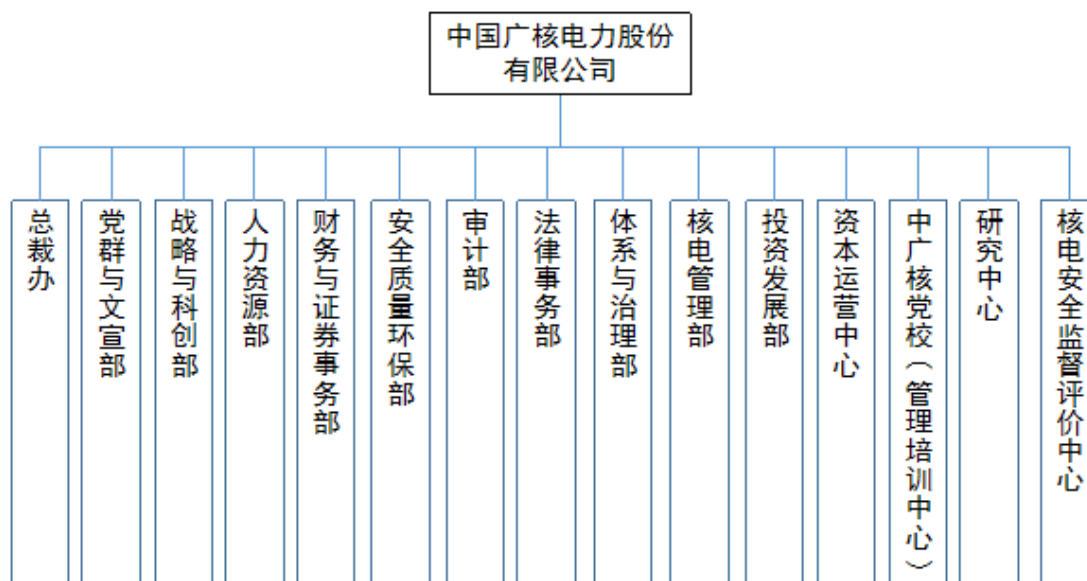 中国广核电力股份
有限公司
总裁办
党群与文宣部
战略与科创部
人力资源部
财务与证券事务部
安全质量环保部
审计部
法律事务部
体系与治理部
核电管理部
投资发展部
资本运营中心
中广核党校（管理培训中心）
研究中心
核电安全监督评价中心